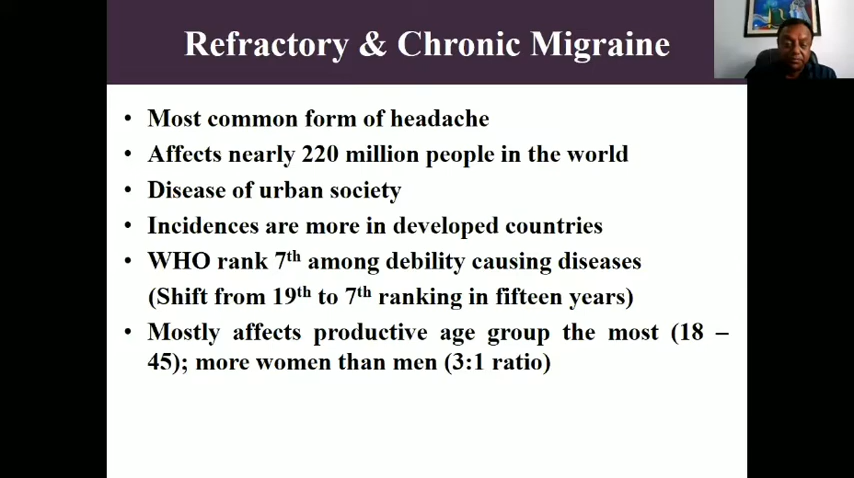 Refractory & Chronic Migraine
• Most common form of headache
• Affects nearly 220 million people in the world
• Disease of urban society
• Incidences are more in developed countries
• WHO rank 7th among debility causing diseases
(Shift from 19th to 7th ranking in fifteen years)
• Mostly affects productive age group the most (18 –
45); more women than men (3:1 ratio)